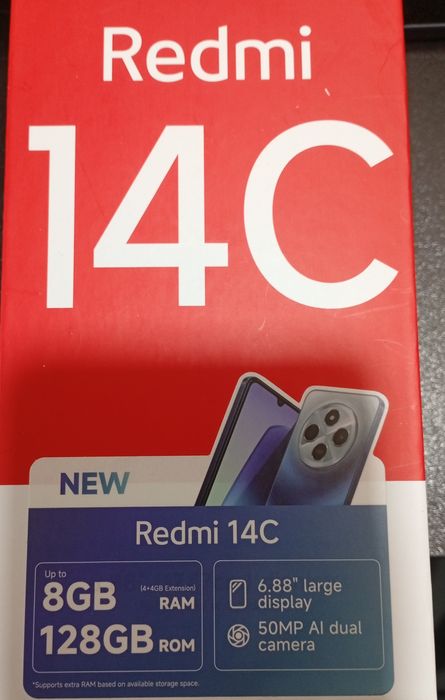 Redmi
14C
NEW
Redmi 14C
Up to
8GB (4+4GB Extension) RAM
128GB ROM
6.88" large
display
50MP AI dual
camera
*Supports extra RAM based on available storage space.